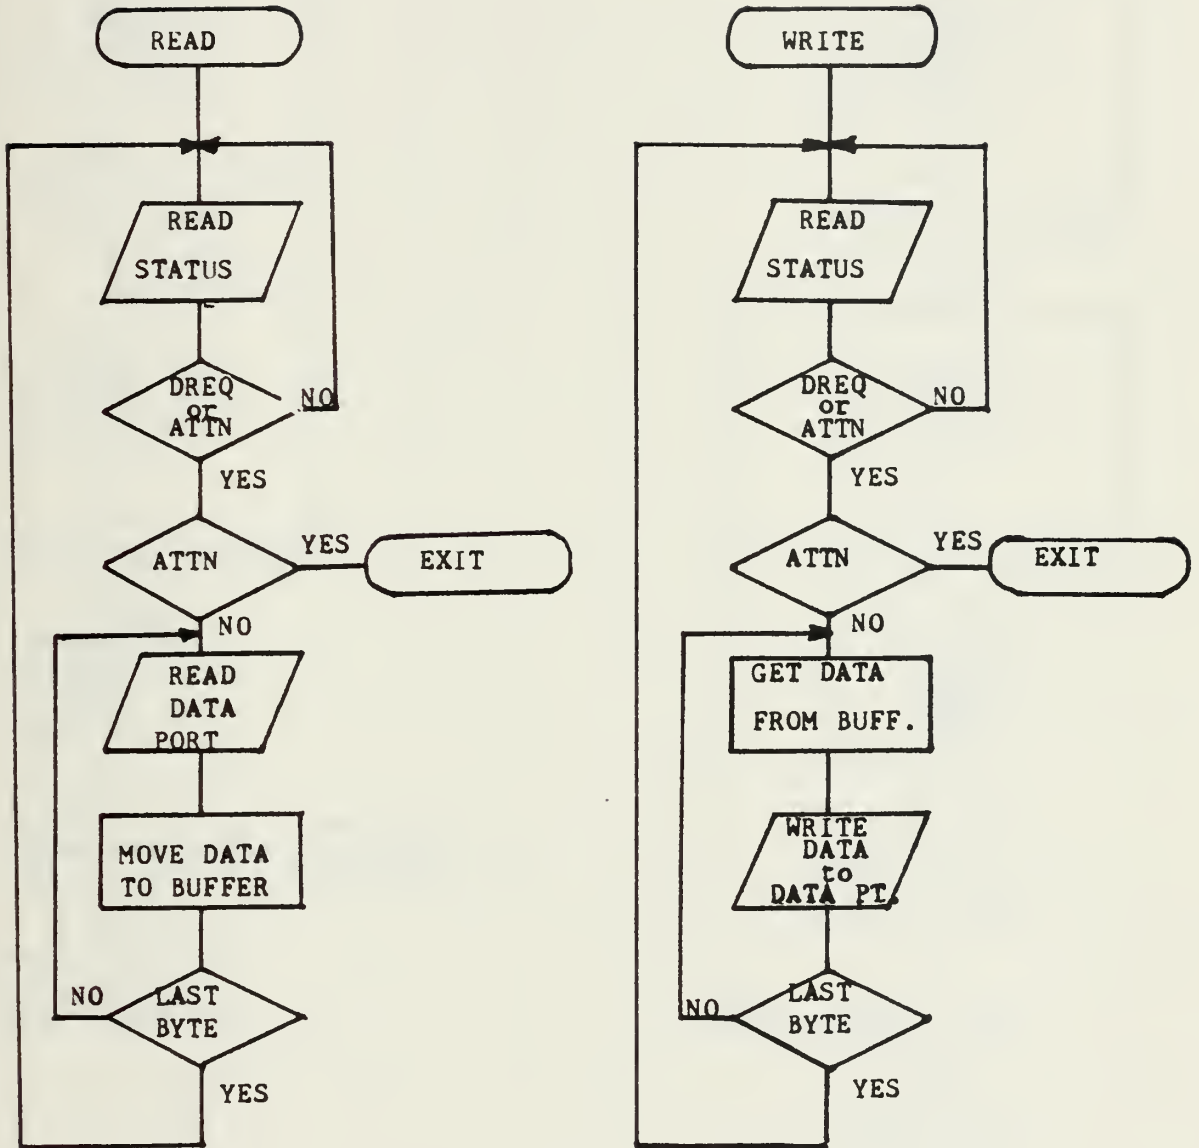 READ
READ
STATUS
DREQ
or
ATTN
NO
YES
ATTN
YES
EXIT
NO
READ
DATA
PORT
MOVE DATA
TO BUFFER
NO
LAST
BYTE
YES
WRITE
READ
STATUS
DREQ
or
ATTN
NO
YES
ATTN
YES
EXIT
NO
GET DATA
FROM BUFF.
WRITE
DATA
to
DATA PT.
NO
LAST
BYTE
YES